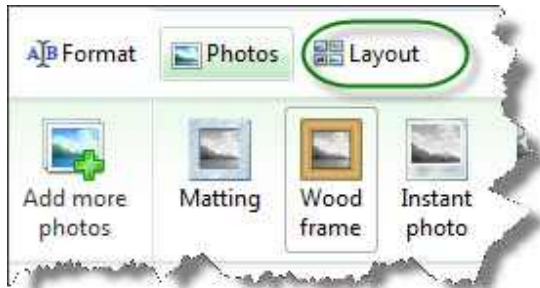 Format Photos Layout
Add more photos
Matting
Wood frame
Instant photo